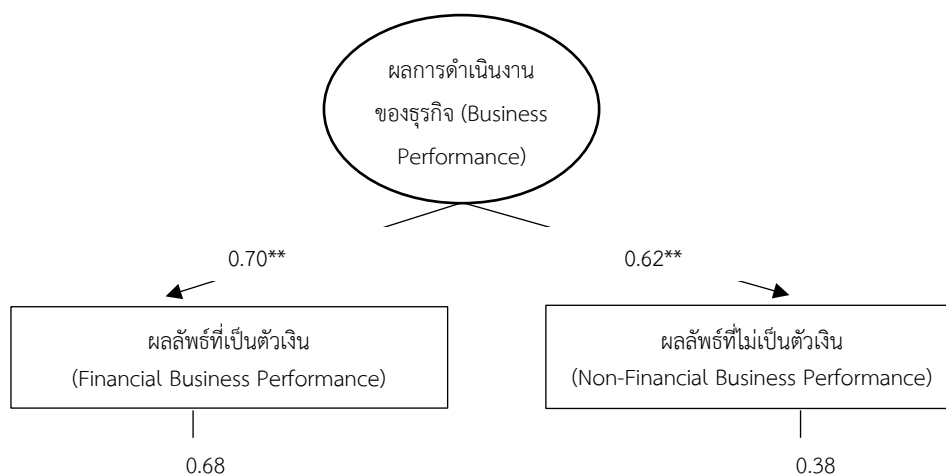 ผลการดำเนินงาน
ของธุรกิจ (Business
Performance)
0.70**
0.62**
ผลลัพธ์ที่เป็นตัวเงิน
(Financial Business Performance)
ผลลัพธ์ที่ไม่เป็นตัวเงิน
(Non-Financial Business Performance)
0.68
0.38